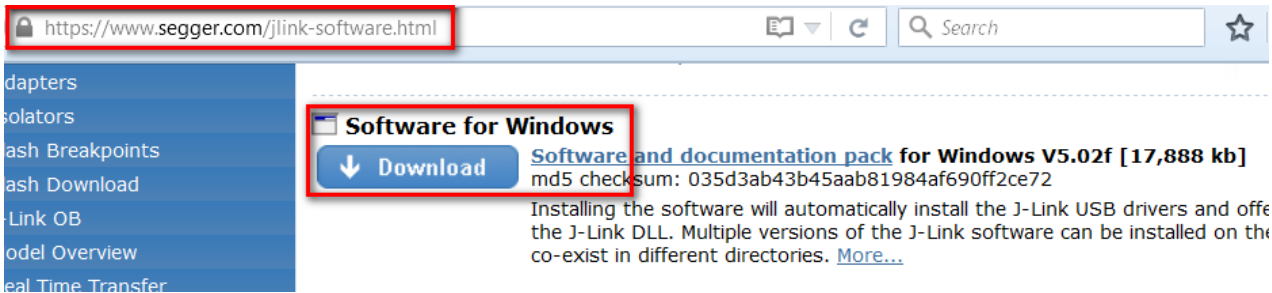 https://www.segger.com/jlink-software.html
Search
dapters
solators
lash Breakpoints
lash Download
-Link OB
odel Overview
eal Time Transfer
Software for Windows
Download
Software and documentation pack for Windows V5.02f [17,888 kb]
md5 checksum: 035d3ab43b45aab81984af690ff2ce72
Installing the software will automatically install the J-Link USB drivers and offe
the J-Link DLL. Multiple versions of the J-Link software can be installed on the
co-exist in different directories. More...